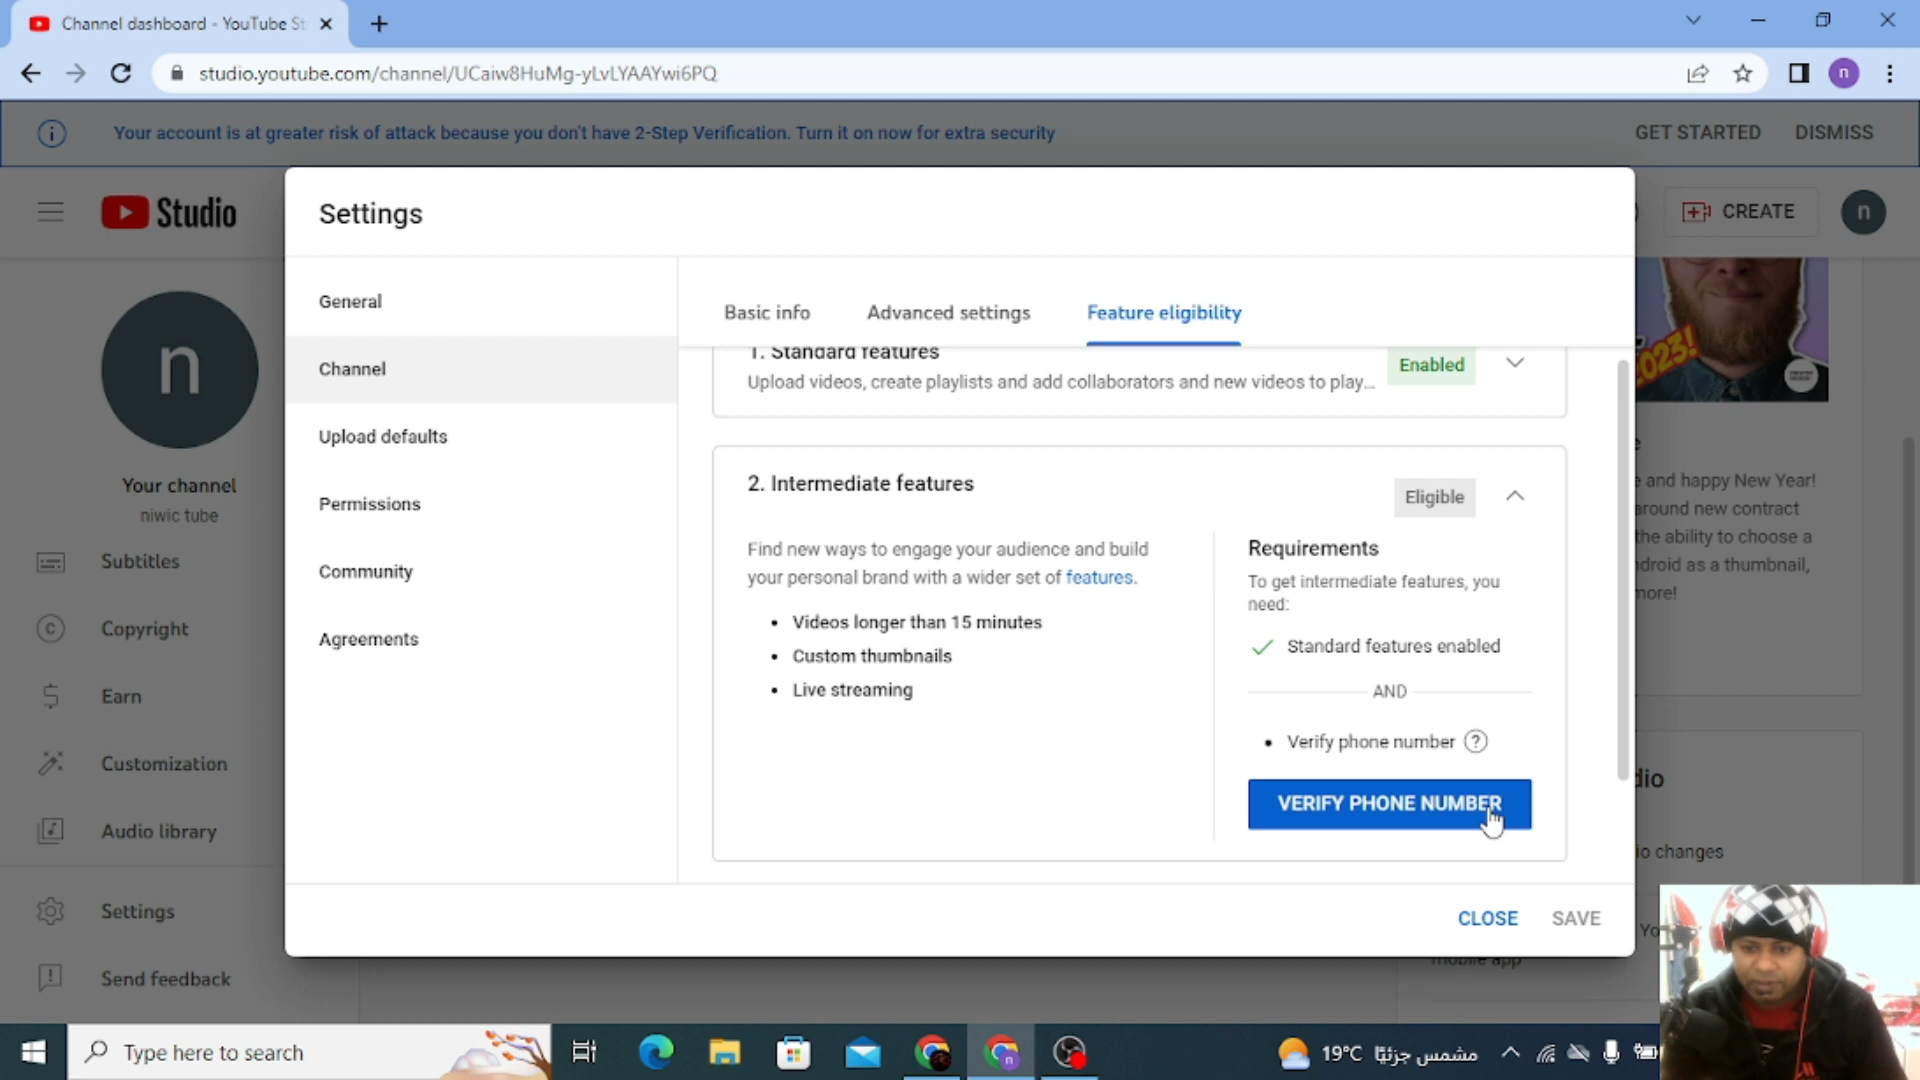 Channel dashboard - YouTube St
studio.youtube.com/channel/UCaiw8HuMg-yLvLYAAYwi6PQ
n
Your account is at greater risk of attack because you don't have 2-Step Verification. Turn it on now for extra security
GET STARTED
DISMISS
Studio
CREATE
n
Settings
n
Your channel
niwic tube
Subtitles
Copyright
Earn
Customization
Audio library
Settings
Send feedback
General
Channel
Upload defaults
Permissions
Community
Agreements
Basic info
Advanced settings
Feature eligibility
1. Standard features
Upload videos, create playlists and add collaborators and new videos to play...
Enabled
2. Intermediate features
Eligible
Find new ways to engage your audience and build
your personal brand with a wider set of features.
• Videos longer than 15 minutes
• Custom thumbnails
• Live streaming
Requirements
To get intermediate features, you
need:
Standard features enabled
AND
• Verify phone number ?
VERIFY PHONE NUMBER
CLOSE
SAVE
2023!
e
e and happy New Year!
around new contract
the ability to choose a
droid as a thumbnail,
more!
dio
io changes
Yo
mobile app
Type here to search
19°C مشمس جزئيًا